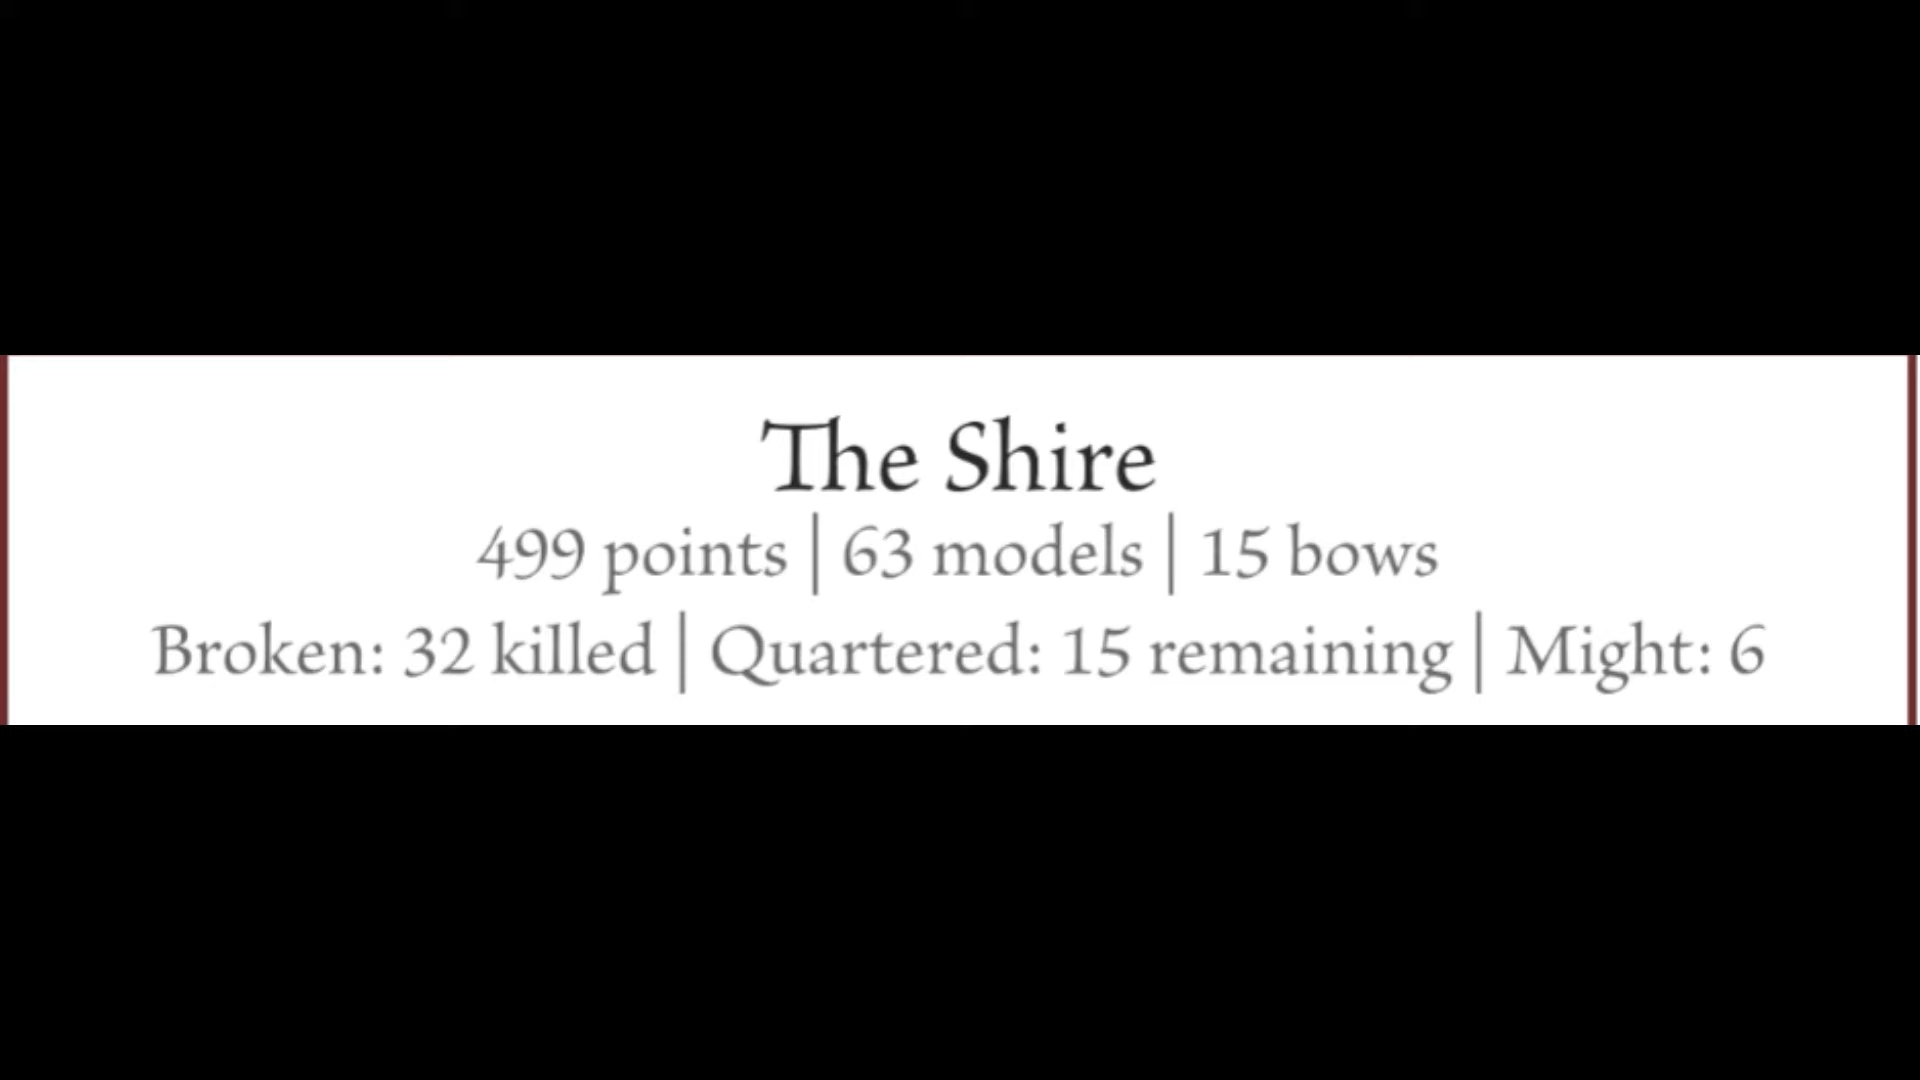 The Shire
499 points | 63 models | 15 bows
Broken: 32 killed | Quartered: 15 remaining | Might: 6